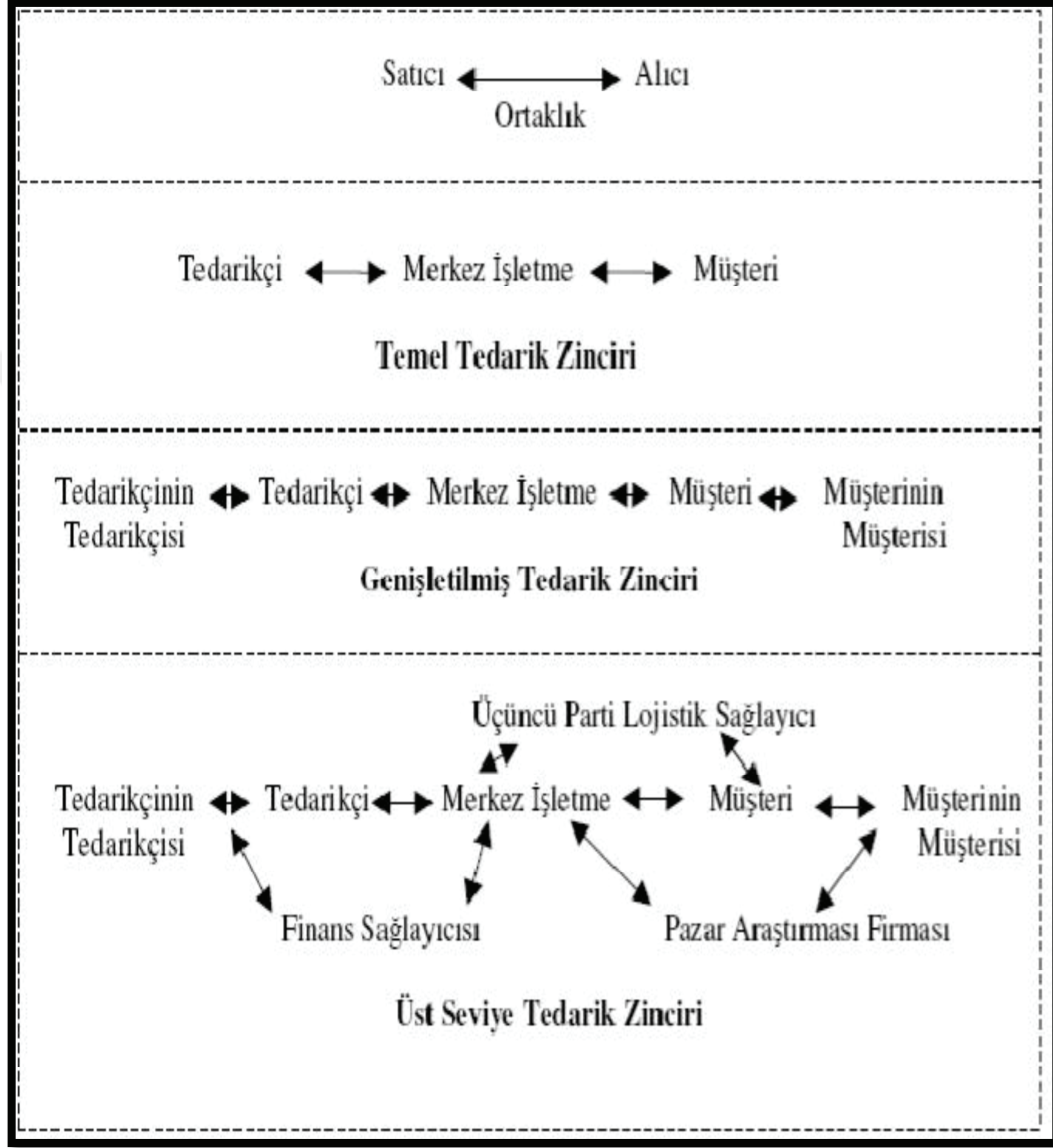 Satıcı Alıcı
Ortaklık
Tedarikçi Merkez İşletme Müşteri
Temel Tedarik Zinciri
Tedarikçinin Tedarikçi Merkez İşletme Müşteri Müşterinin
Tedarikçisi Müşterisi
Genişletilmiş Tedarik Zinciri
Üçüncü Parti Lojistik Sağlayıcı
Tedarikçinin Tedarikçi Merkez İşletme Müşteri Müşterinin
Tedarikçisi Müşterisi
Finans Sağlayıcısı Pazar Araştırması Firması
Üst Seviye Tedarik Zinciri